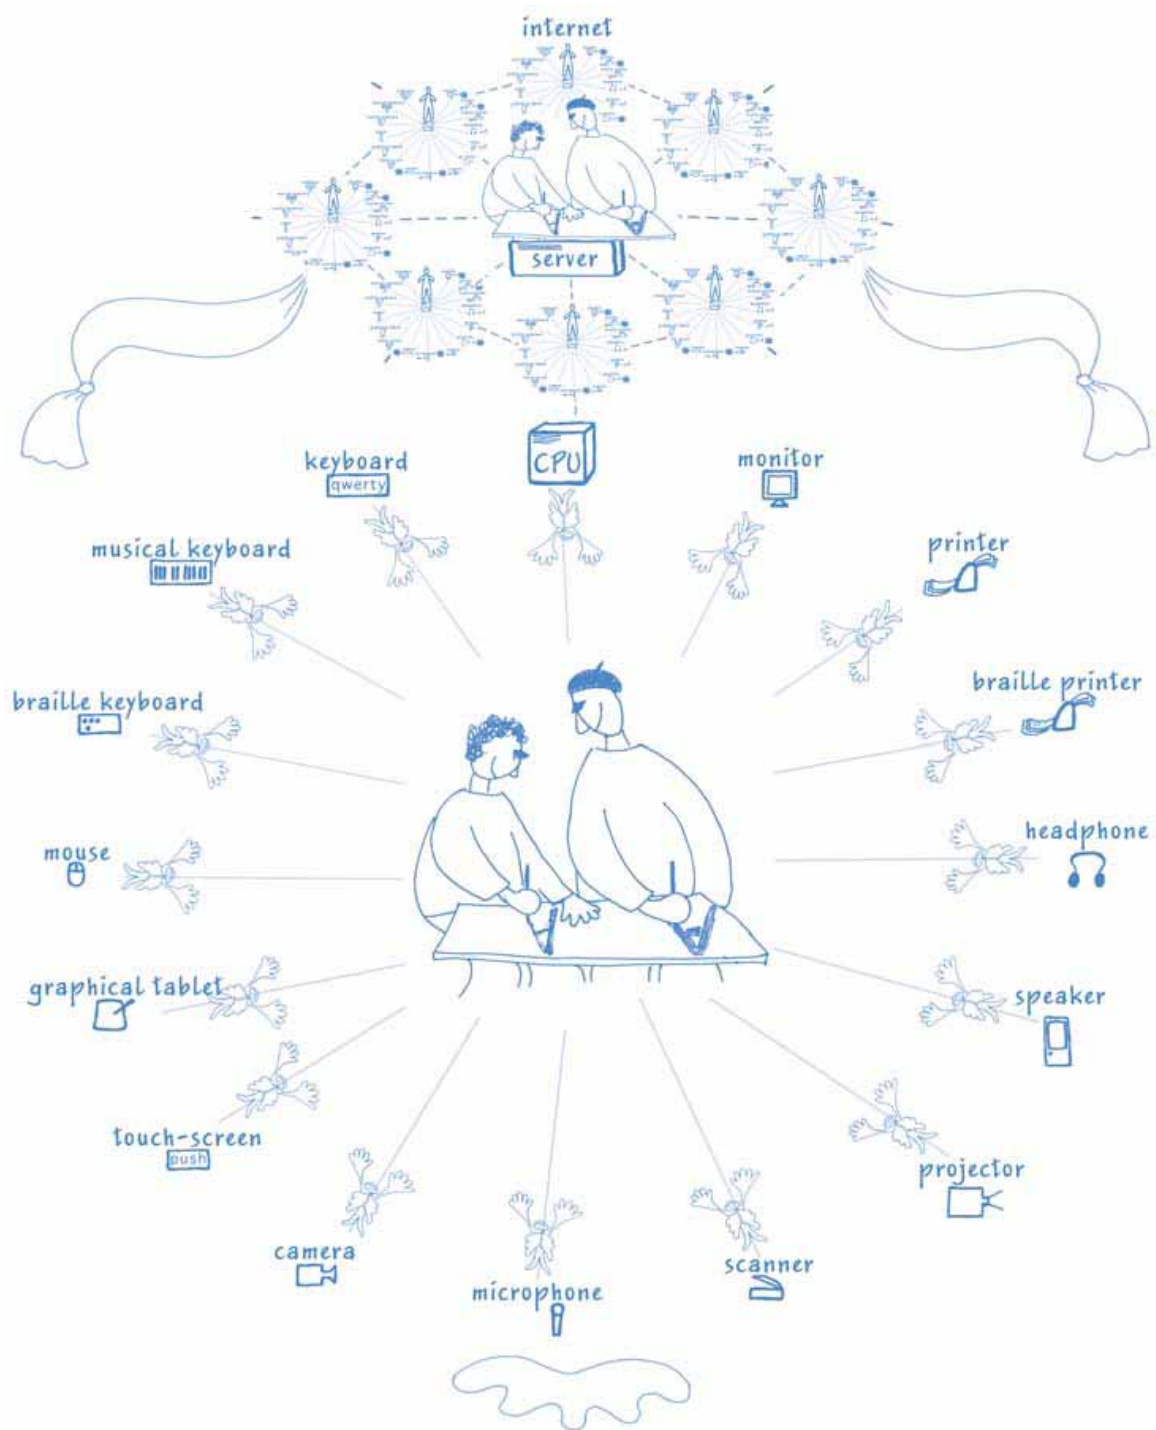 internet
server
CPU
keyboard
qwerty
monitor
musical keyboard
printer
braille keyboard
braille printer
mouse
headphone
graphical tablet
speaker
touch-screen
push
projector
camera
scanner
microphone